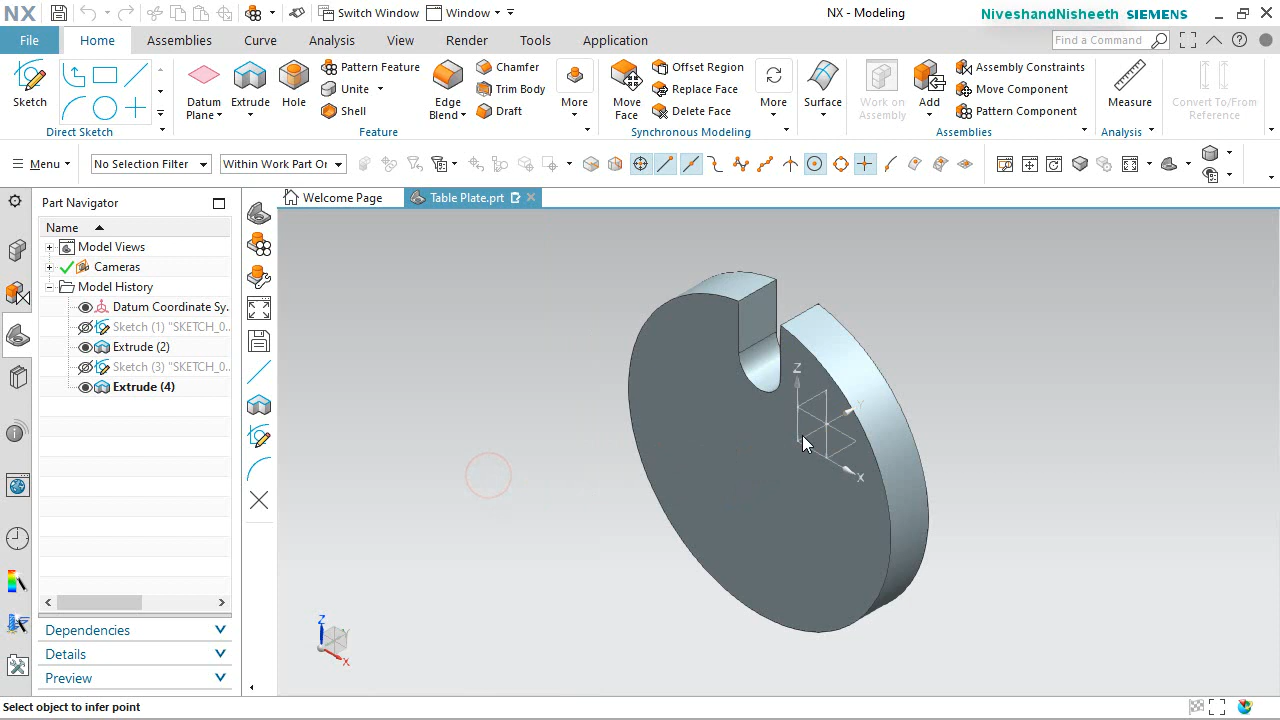 NX
Switch Window
Window
NX - Modeling
NiveshandNisheeth SIEMENS
File
Home
Assemblies
Curve
Analysis
View
Render
Tools
Application
Find a Command
Sketch
Direct Sketch
Datum Plane
Extrude
Hole
Pattern Feature
Unite
Shell
Edge Blend
Chamfer
Trim Body
Draft
More
Feature
Move Face
Offset Region
Replace Face
Delete Face
More
Synchronous Modeling
Surface
Work on Assembly
Add
Assembly Constraints
Move Component
Pattern Component
Assemblies
Measure
Analysis
Convert To/From Reference
Menu
No Selection Filter
Within Work Part Or
Part Navigator
Welcome Page
Table Plate.prt
Name
Model Views
Cameras
Model History
Datum Coordinate Sy.
Sketch (1) "SKETCH_0..
Extrude (2)
Sketch (3) "SKETCH_0..
Extrude (4)
Z
Y
X
Z
Y
X
Dependencies
Details
Preview
Select object to infer point